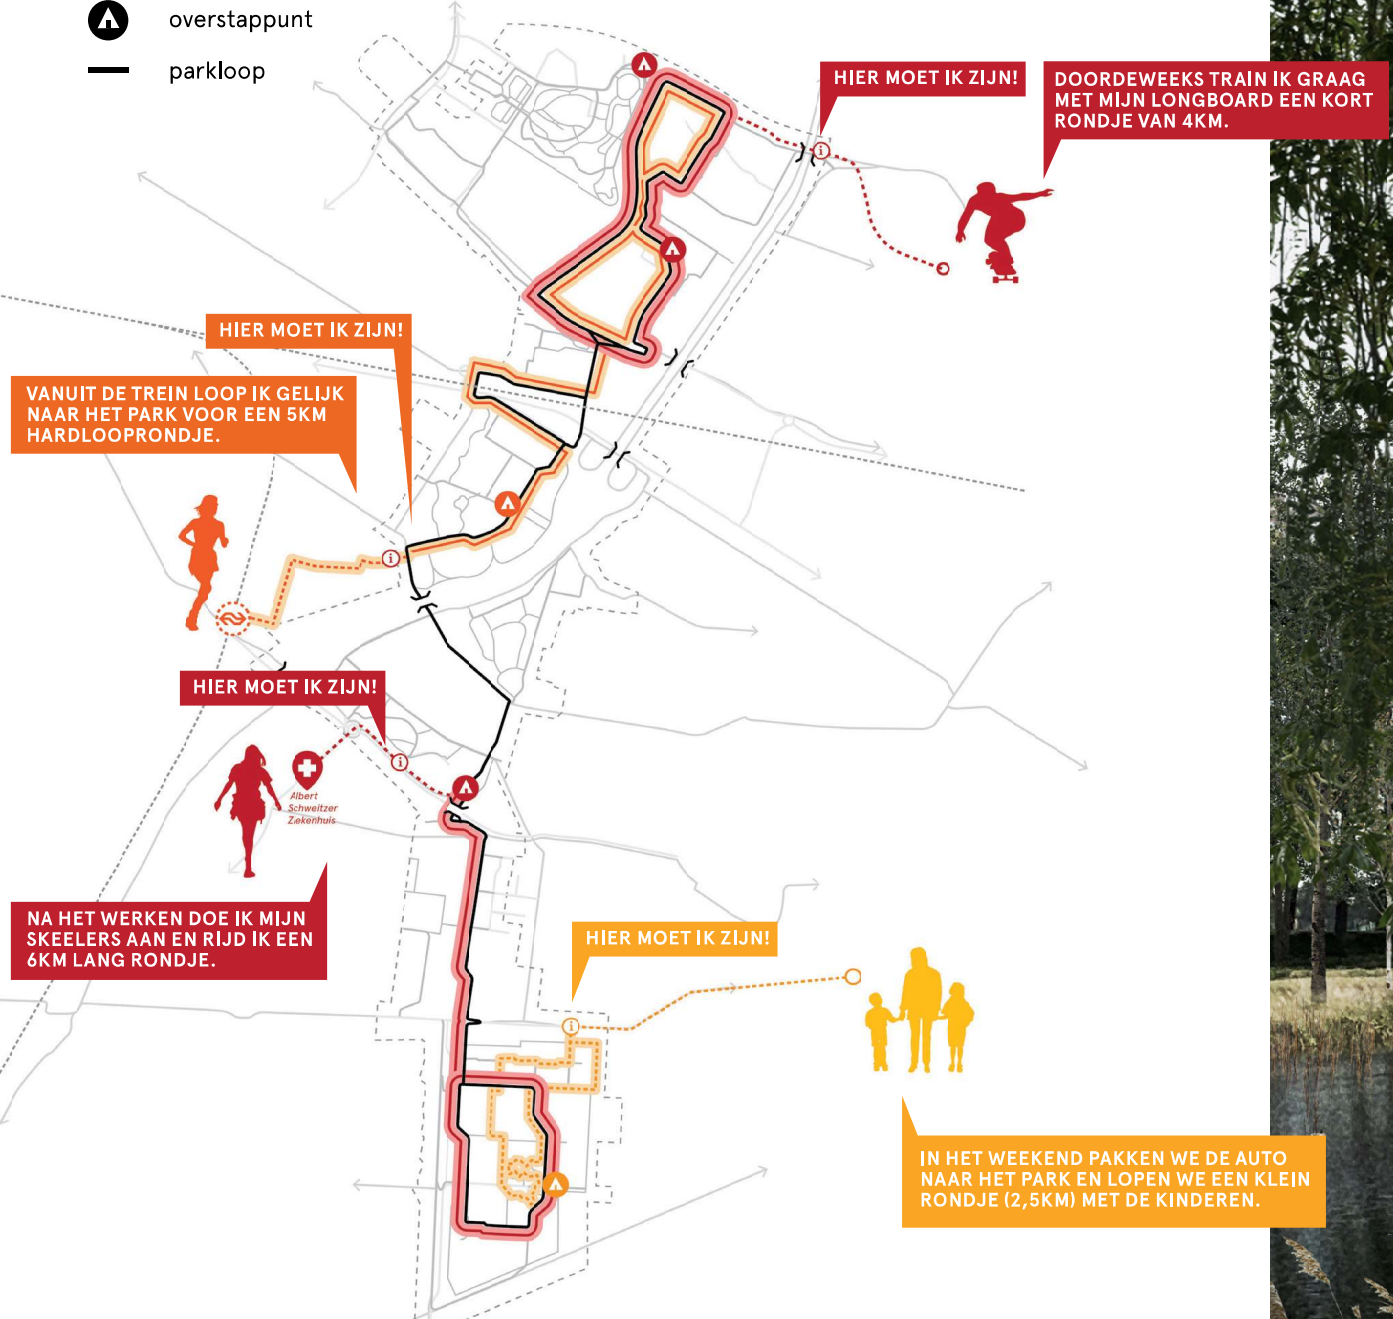 overstappunt
parkloop
HIER MOET IK ZIJN!
DOORDEWEEKS TRAIN IK GRAAG
MET MIJN LONGBOARD EEN KORT
RONDJE VAN 4KM.
HIER MOET IK ZIJN!
VANUIT DE TREIN LOOP IK GELIJK
NAAR HET PARK VOOR EEN 5KM
HARDLOOPRONDJE.
HIER MOET IK ZIJN!
Albert
Schweitzer
Ziekenhuis
NA HET WERKEN DOE IK MIJN
SKEELERS AAN EN RIJD IK EEN
6KM LANG RONDJE.
HIER MOET IK ZIJN!
IN HET WEEKEND PAKKEN WE DE AUTO
NAAR HET PARK EN LOPEN WE EEN KLEIN
RONDJE (2,5KM) MET DE KINDEREN.